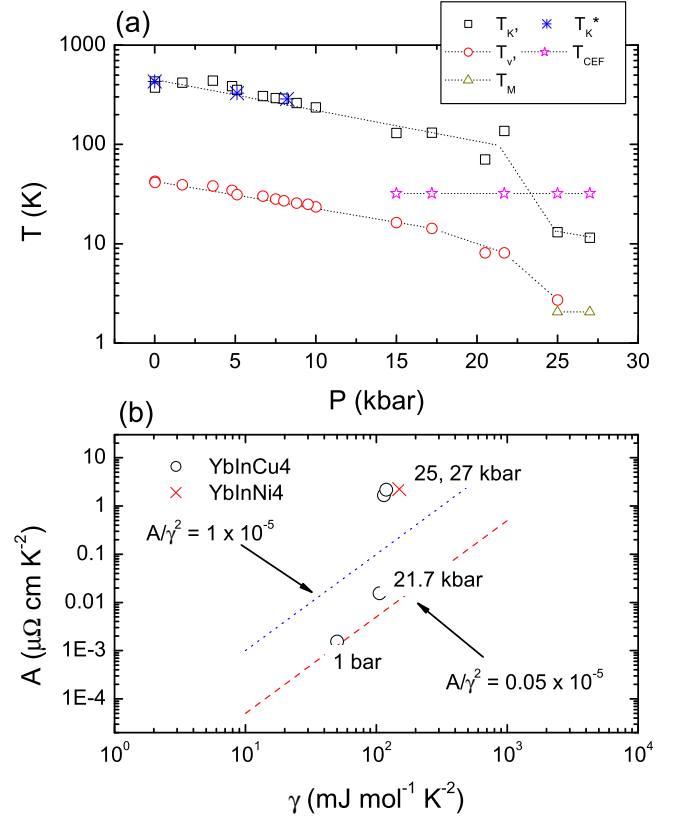 (a)
T_K, T_K*
T_v, T_CEF
T_M
1000
100
10
1
T (K)
0 5 10 15 20 25 30
P (kbar)
(b)
YbInCu4
YbInNi4
25, 27 kbar
A/γ² = 1 x 10⁻⁵
21.7 kbar
1 bar
A/γ² = 0.05 x 10⁻⁵
10
1
0.1
0.01
1E-3
1E-4
A (μΩ cm K⁻²)
10⁰ 10¹ 10² 10³ 10⁴
γ (mJ mol⁻¹ K⁻²)